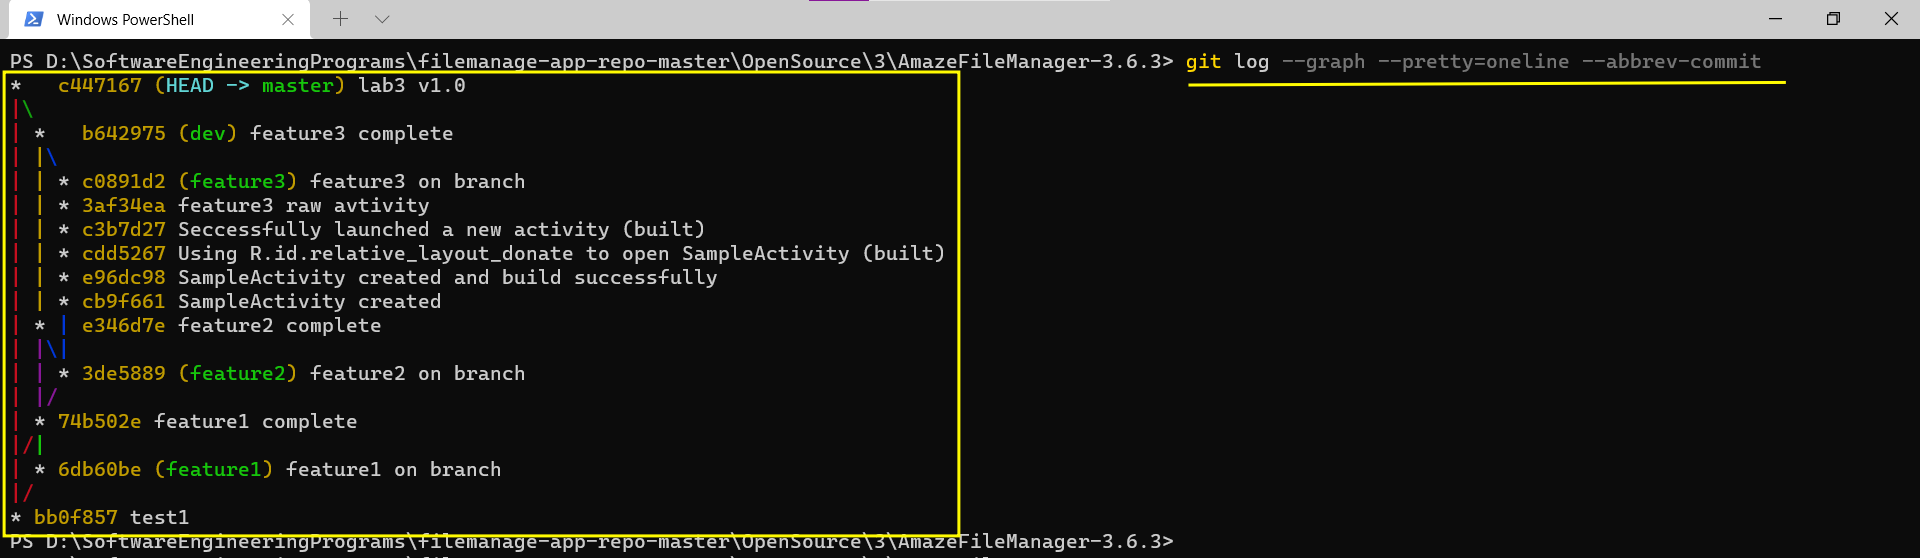 Windows PowerShell
PS D:\SoftwareEngineeringPrograms\filemanage-app-repo-master\OpenSource\3\AmazeFileManager-3.6.3> git log --graph --pretty=oneline --abbrev-commit
*   c447167 (HEAD -> master) lab3 v1.0
|\
| *   b642975 (dev) feature3 complete
| |\
| | * c0891d2 (feature3) feature3 on branch
| | * 3af34ea feature3 raw avtivity
| | * c3b7d27 Seccessfully launched a new activity (built)
| | * cdd5267 Using R.id.relative_layout_donate to open SampleActivity (built)
| | * e96dc98 SampleActivity created and build successfully
| | * cb9f661 SampleActivity created
| * | e346d7e feature2 complete
| |\|
| | * 3de5889 (feature2) feature2 on branch
| |/
| * 74b502e feature1 complete
|/|
| * 6db60be (feature1) feature1 on branch
|/
* bb0f857 test1
PS D:\SoftwareEngineeringPrograms\filemanage-app-repo-master\OpenSource\3\AmazeFileManager-3.6.3>